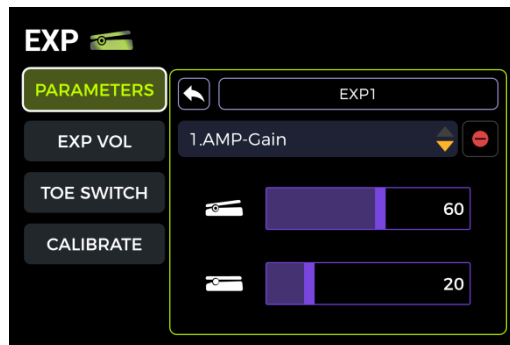 EXP
PARAMETERS
EXP VOL
TOE SWITCH
CALIBRATE
EXP1
1.AMP-Gain
60
20